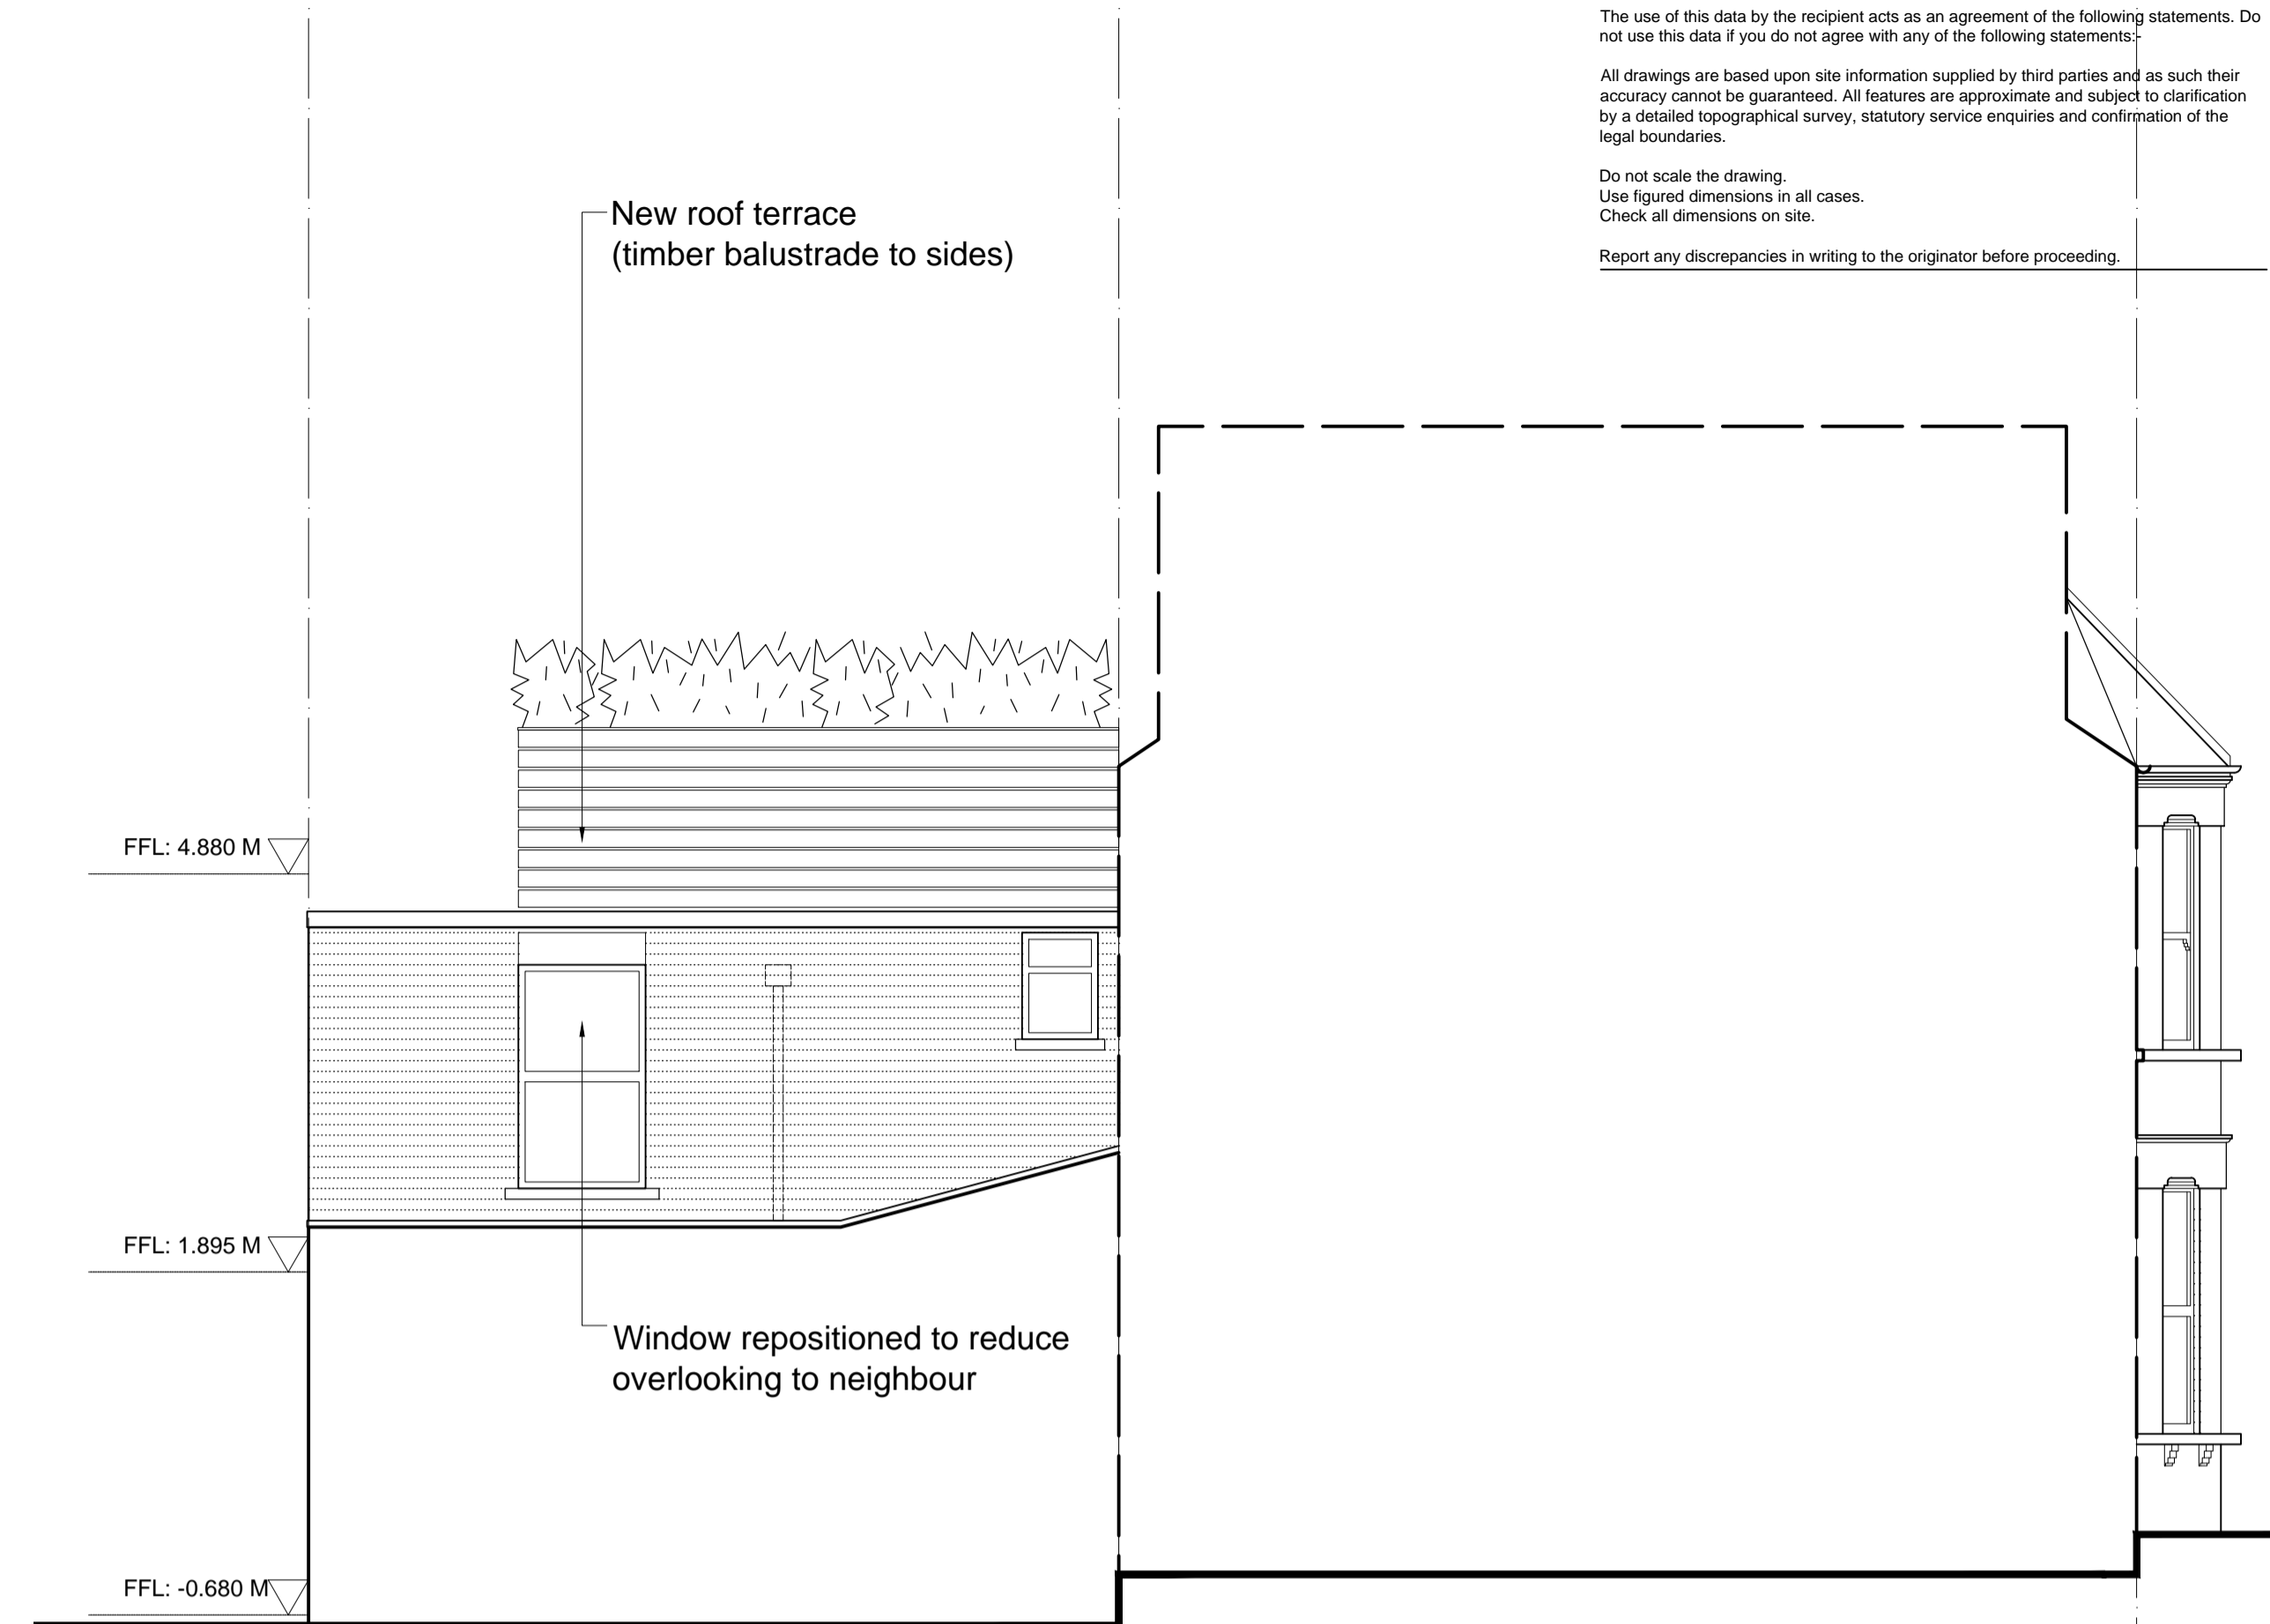 The use of this data by the recipient acts as an agreement of the following statements. Do
not use this data if you do not agree with any of the following statements:-
All drawings are based upon site information supplied by third parties and as such their
accuracy cannot be guaranteed. All features are approximate and subject to clarification
by a detailed topographical survey, statutory service enquiries and confirmation of the
legal boundaries.
Do not scale the drawing.
Use figured dimensions in all cases.
Check all dimensions on site.
Report any discrepancies in writing to the originator before proceeding.
New roof terrace
(timber balustrade to sides)
FFL: 4.880 M
FFL: 1.895 M
Window repositioned to reduce
overlooking to neighbour
FFL: -0.680 M